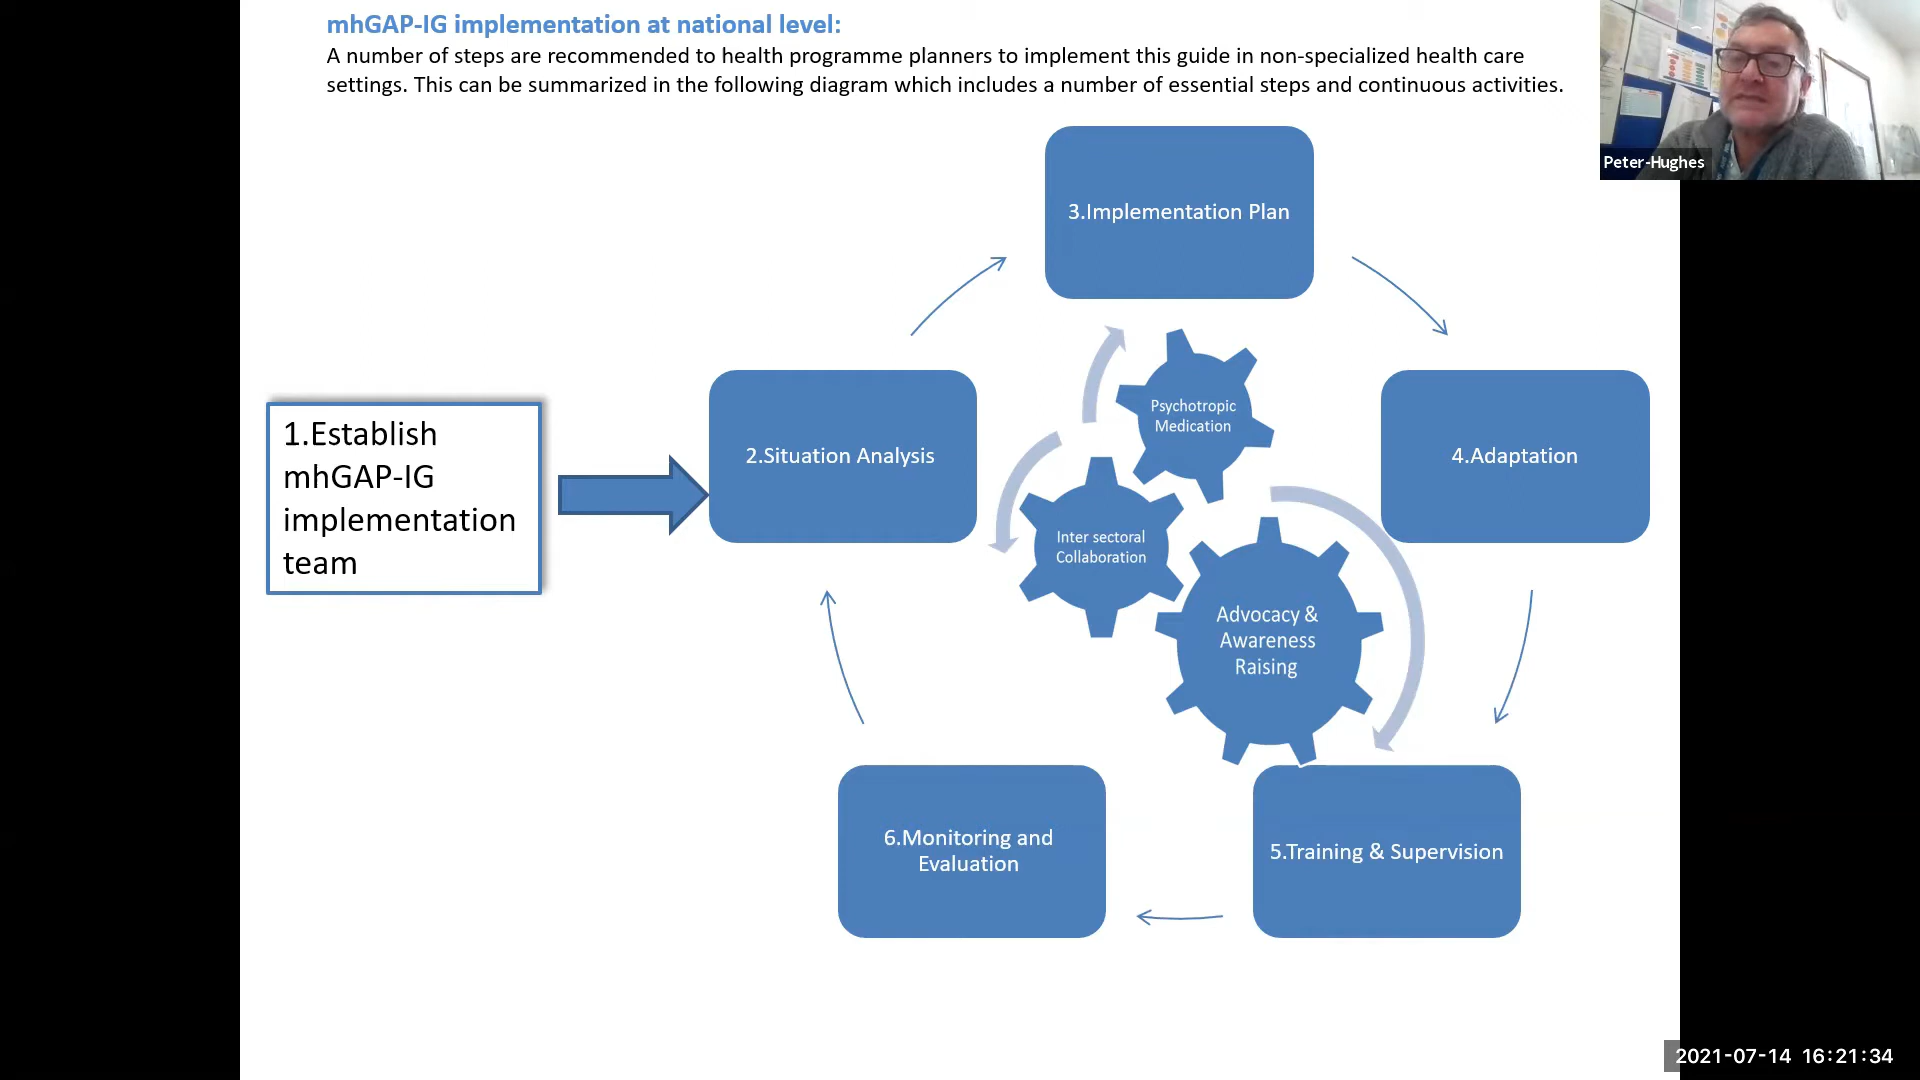 mhGAP-IG implementation at national level:
A number of steps are recommended to health programme planners to implement this guide in non-specialized health care
settings. This can be summarized in the following diagram which includes a number of essential steps and continuous activities.
Peter-Hughes
3.Implementation Plan
Psychotropic
Medication
1.Establish
mhGAP-IG
implementation
team
2.Situation Analysis
4.Adaptation
Inter sectoral
Collaboration
Advocacy &
Awareness
Raising
6.Monitoring and
Evaluation
5.Training & Supervision
2021-07-14 16:21:34